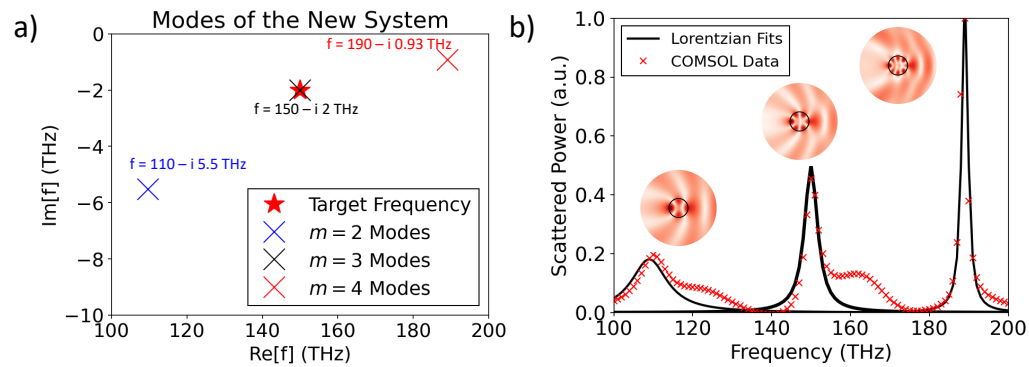 a)
Modes of the New System
f = 190 – i 0.93 THz
f = 150 – i 2 THz
f = 110 – i 5.5 THz
Target Frequency
m = 2 Modes
m = 3 Modes
m = 4 Modes
Im[f] (THz)
0
−2
−4
−6
−8
−10
100
120
140
160
180
200
Re[f] (THz)
b)
Lorentzian Fits
COMSOL Data
Scattered Power (a.u.)
1.0
0.8
0.6
0.4
0.2
0.0
100
120
140
160
180
200
Frequency (THz)